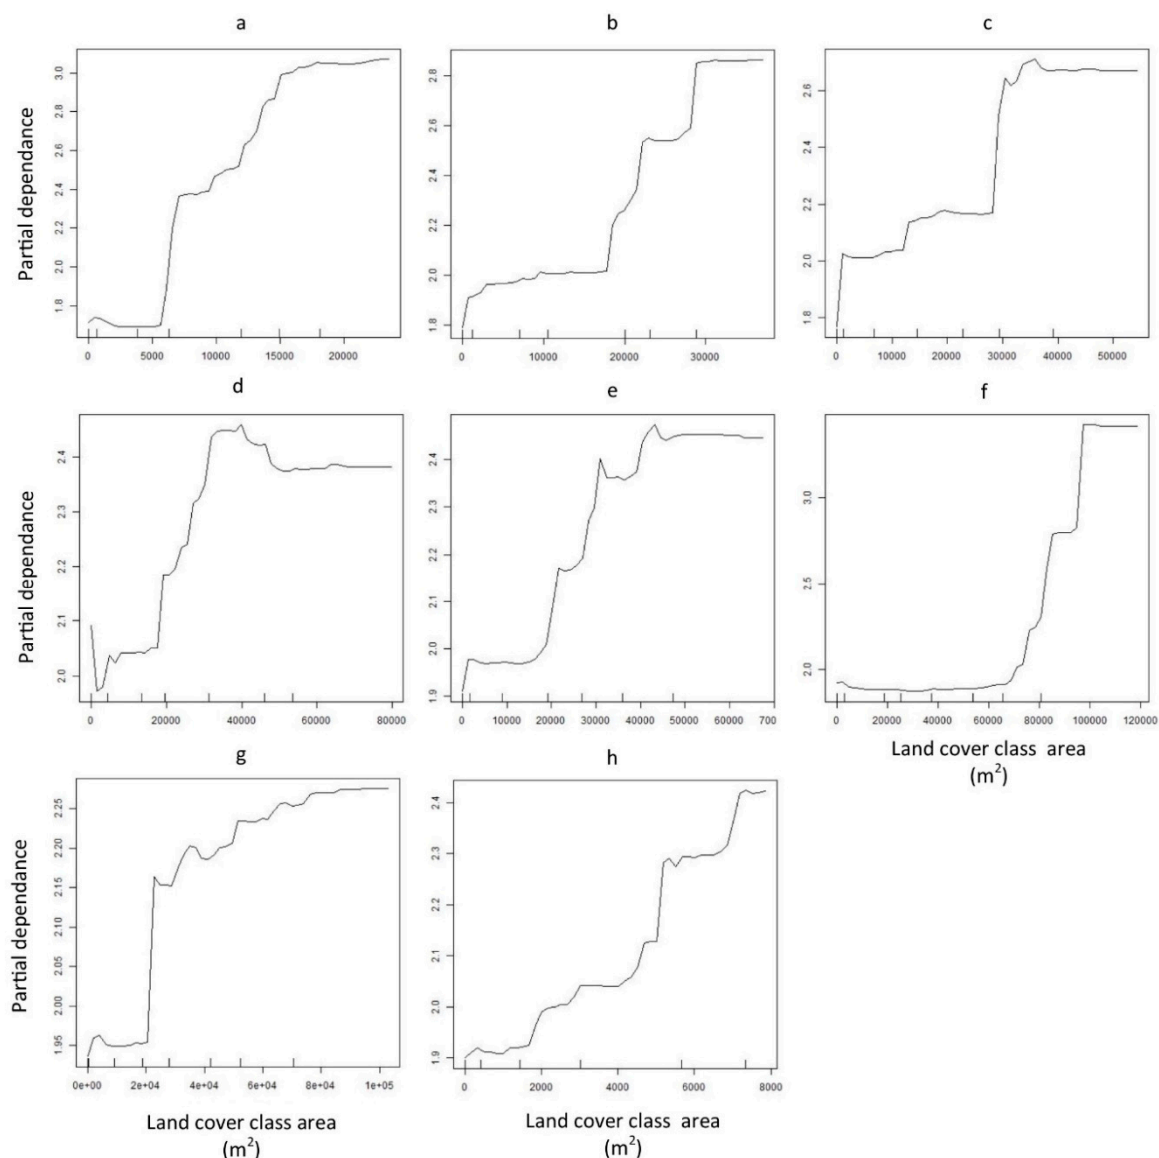 a b c
Partial dependance
1.8 2.0 2.2 2.4 2.6 2.8 3.0
0 5000 10000 15000 20000
1.8 2.0 2.2 2.4 2.6 2.8
0 10000 20000 30000
1.8 2.0 2.2 2.4 2.6
0 10000 20000 30000 40000 50000
d e f
Partial dependance
2.0 2.1 2.2 2.3 2.4
0 20000 40000 60000 80000
1.9 2.0 2.1 2.2 2.3 2.4
0 10000 20000 30000 40000 50000 60000 700
2.0 2.5 3.0
0 20000 40000 60000 80000 100000 120000
Land cover class area
(m²)
g h
Partial dependance
1.95 2.00 2.05 2.10 2.15 2.20 2.25
0e+00 2e+04 4e+04 6e+04 8e+04 1e+05
Land cover class area
(m²)
1.9 2.0 2.1 2.2 2.3 2.4
0 2000 4000 6000 8000
Land cover class area
(m²)